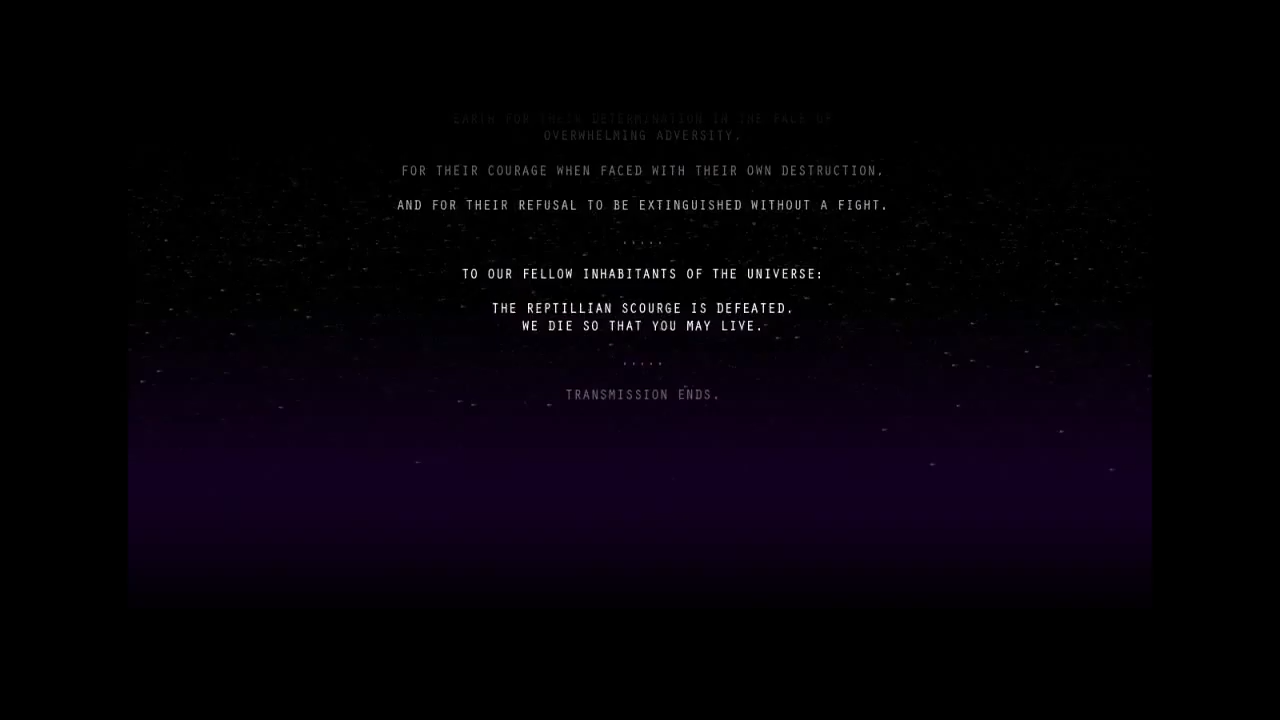 EARTH FOR THEIR DETERMINATION IN THE FACE OF
OVERWHELMING ADVERSITY.
FOR THEIR COURAGE WHEN FACED WITH THEIR OWN DESTRUCTION.
AND FOR THEIR REFUSAL TO BE EXTINGUISHED WITHOUT A FIGHT.
.....
TO OUR FELLOW INHABITANTS OF THE UNIVERSE:
THE REPTILLIAN SCOURGE IS DEFEATED.
WE DIE SO THAT YOU MAY LIVE.
.....
TRANSMISSION ENDS.